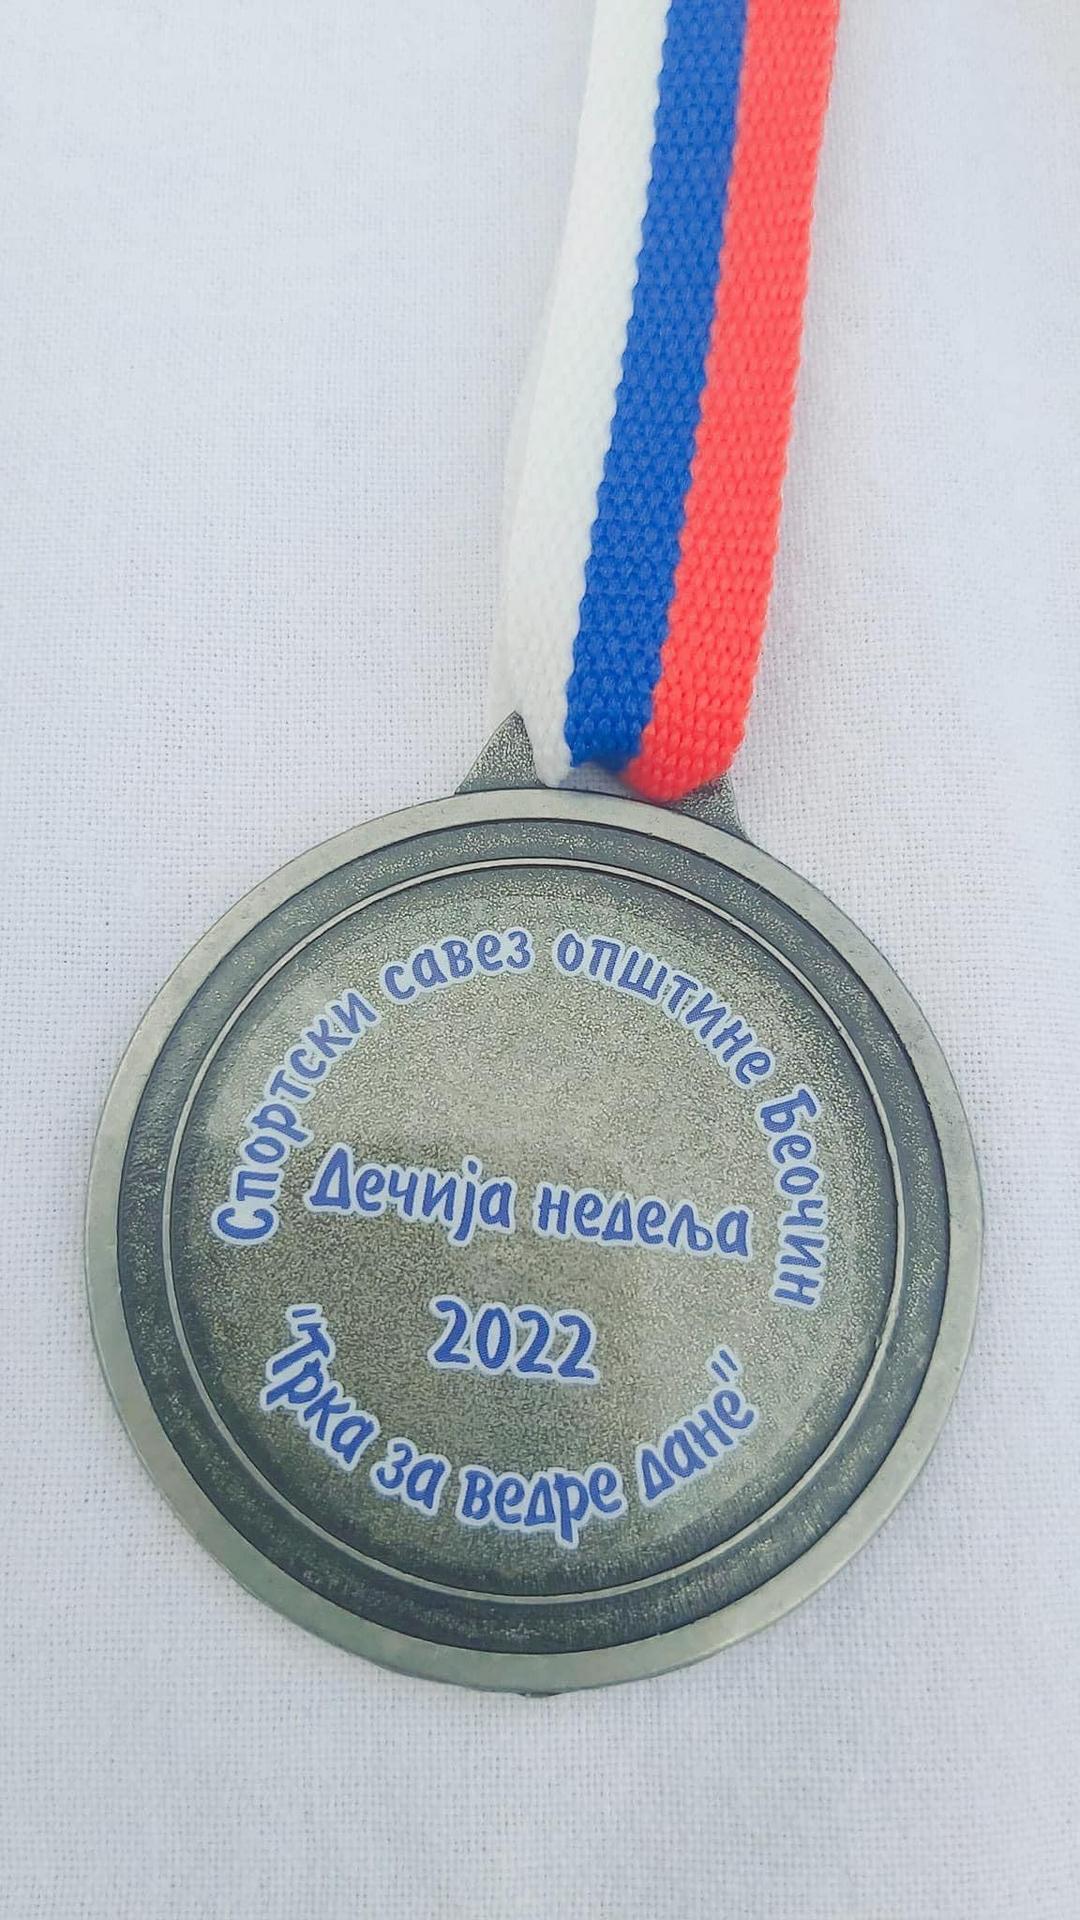 Спортски савез општине Беочин
Дечија недеља
2022
"Трка за ведре дане"